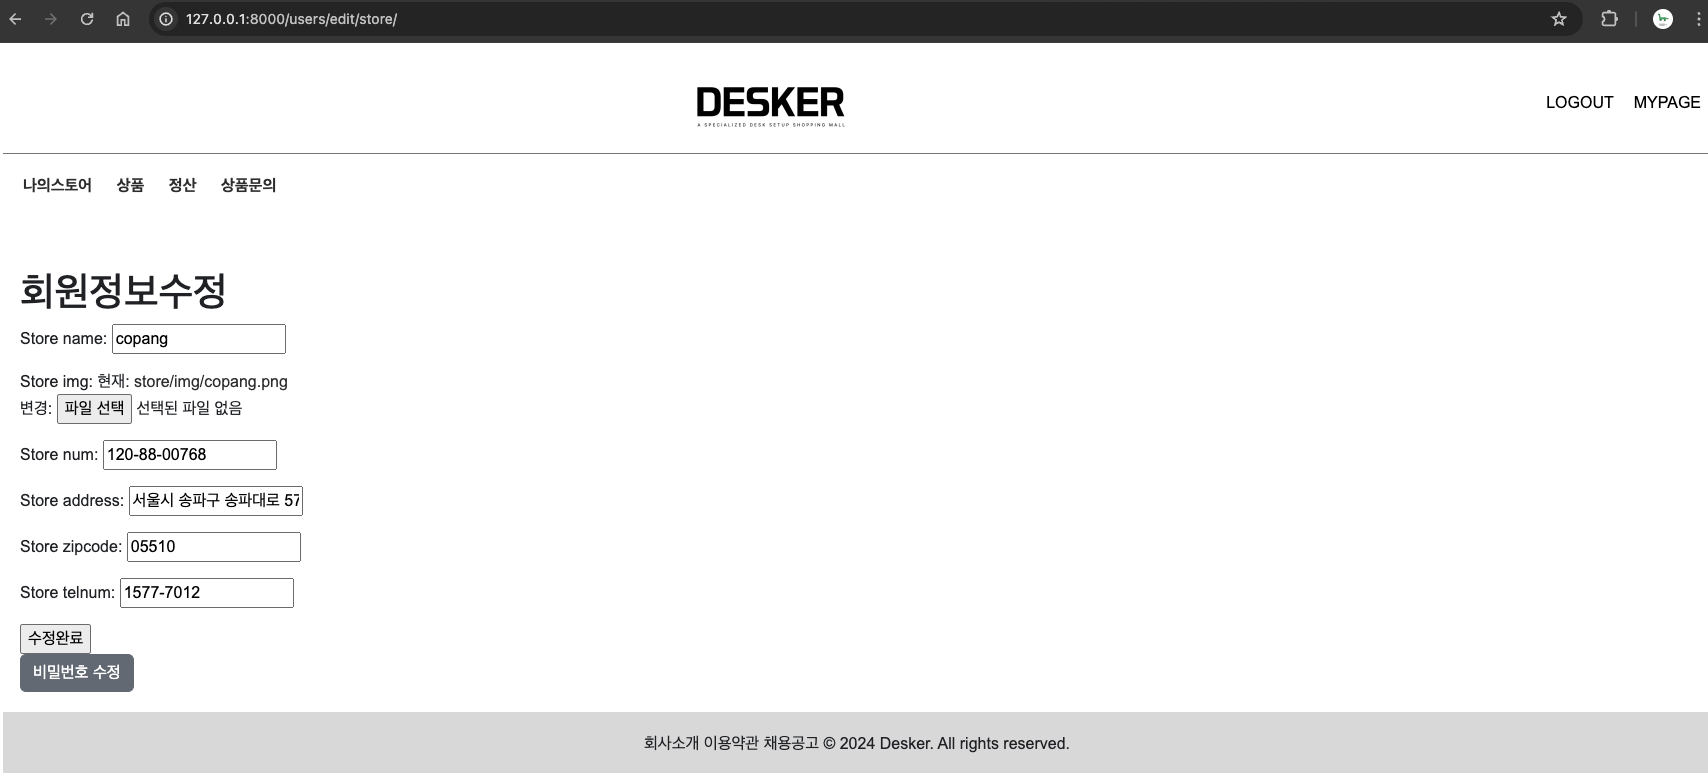 127.0.0.1:8000/users/edit/store/
DESKER
A SPECIALIZED DESK SETUP SHOPPING MALL
LOGOUT MYPAGE
나의스토어 상품 정산 상품문의
회원정보수정
Store name: copang
Store img: 현재: store/img/copang.png
변경: 파일 선택 선택된 파일 없음
Store num: 120-88-00768
Store address: 서울시 송파구 송파대로 57
Store zipcode: 05510
Store telnum: 1577-7012
수정완료
비밀번호 수정
회사소개 이용약관 채용공고 © 2024 Desker. All rights reserved.